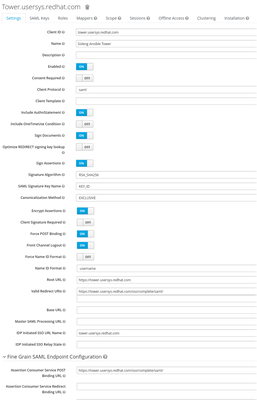 Tower.usersys.redhat.com
Settings SAML Keys Roles Mappers Scope Sessions Offline Access Clustering Installation
Client ID tower.usersys.redhat.com
Name Ansible Tower
Description
Enabled ON
Consent Required OFF
Client Protocol saml
Client Template
Include AuthnStatement ON
Include OneTimeUse Condition OFF
Sign Documents ON
Optimize REDIRECT signing key lookup OFF
Sign Assertions ON
Signature Algorithm RSA_SHA256
SAML Signature Key Name KEY_ID
Canonicalization Method EXCLUSIVE
Encrypt Assertions ON
Client Signature Required OFF
Force POST Binding ON
Front Channel Logout ON
Force Name ID Format OFF
Name ID Format username
Root URL https://tower.usersys.redhat.com
Valid Redirect URIs https://tower.usersys.redhat.com/sso/complete/saml/
Base URL
Master SAML Processing URL
IDP Initiated SSO URL Name tower.usersys.redhat.com
IDP Initiated SSO Relay State
Fine Grain SAML Endpoint Configuration
Assertion Consumer Service POST Binding URL https://tower.usersys.redhat.com/sso/complete/saml/
Assertion Consumer Service Redirect Binding URL